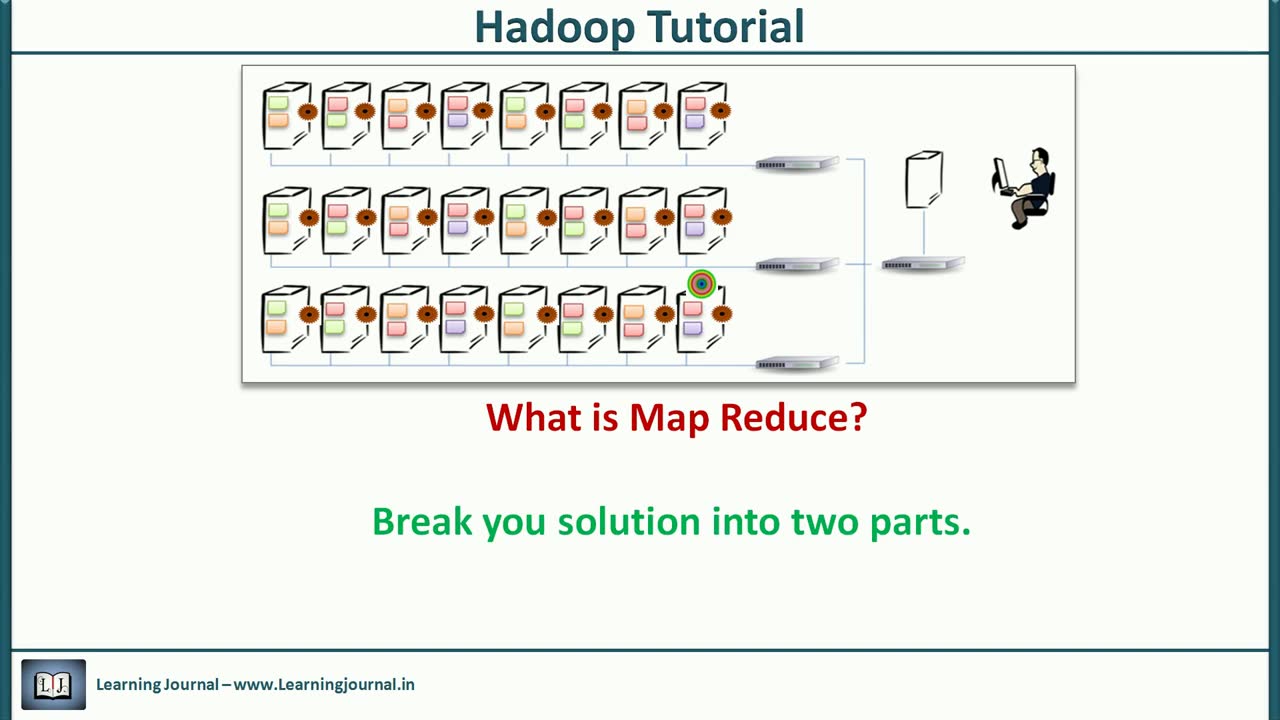 Hadoop Tutorial
What is Map Reduce?
Break you solution into two parts.
LJ
Learning Journal – www.Learningjournal.in